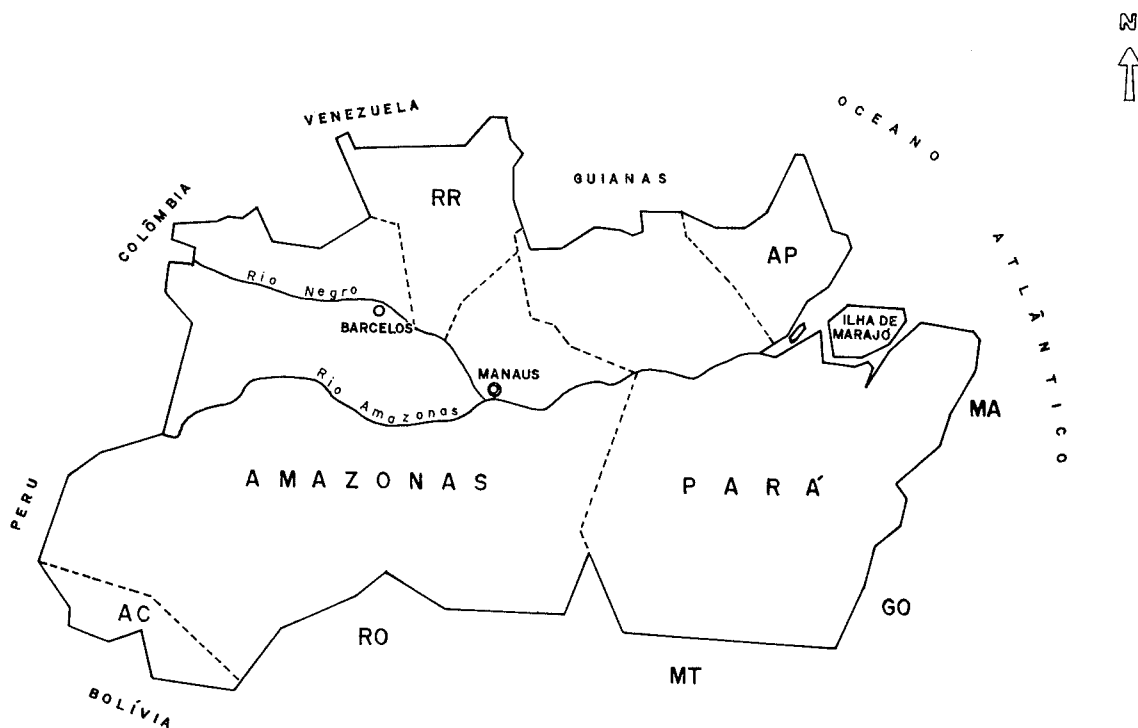 N
OCEANO
ATLÂNTICO
VENEZUELA
COLÔMBIA
GUIANAS
RR
AP
Rio Negro
BARCELOS
ILHA DE
MARAJÓ
MANAUS
Rio Amazonas
MA
AMAZONAS
PARÁ
PERU
AC
RO
GO
MT
BOLÍVIA